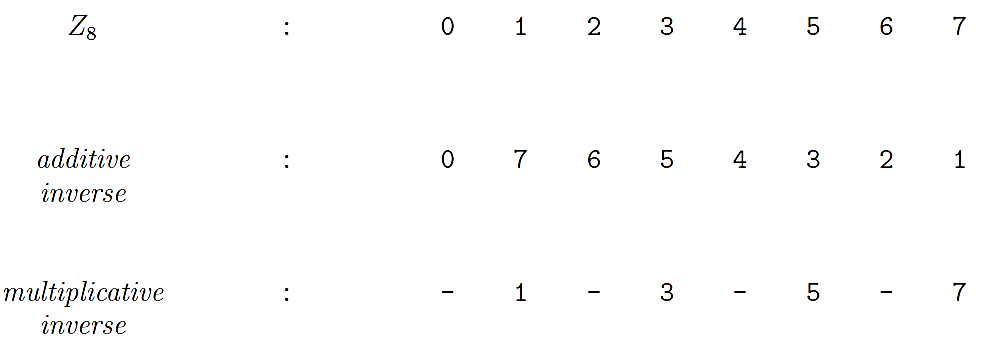 Z8 : 0 1 2 3 4 5 6 7
additive : 0 7 6 5 4 3 2 1
inverse
multiplicative : - 1 - 3 - 5 - 7
inverse